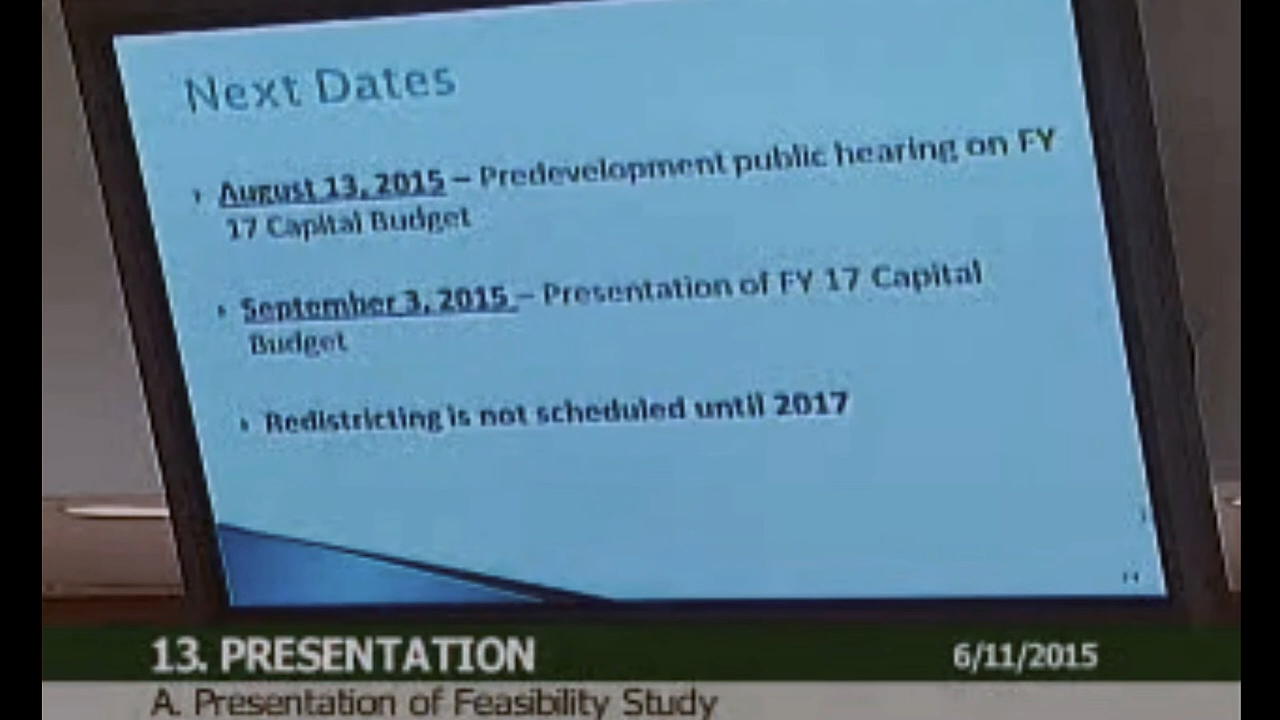 Next Dates
August 13, 2015 – Predevelopment public hearing on FY
17 Capital Budget
September 3, 2015 – Presentation of FY 17 Capital
Budget
Redistricting is not scheduled until 2017
13. PRESENTATION
6/11/2015
A. Presentation of Feasibility Study